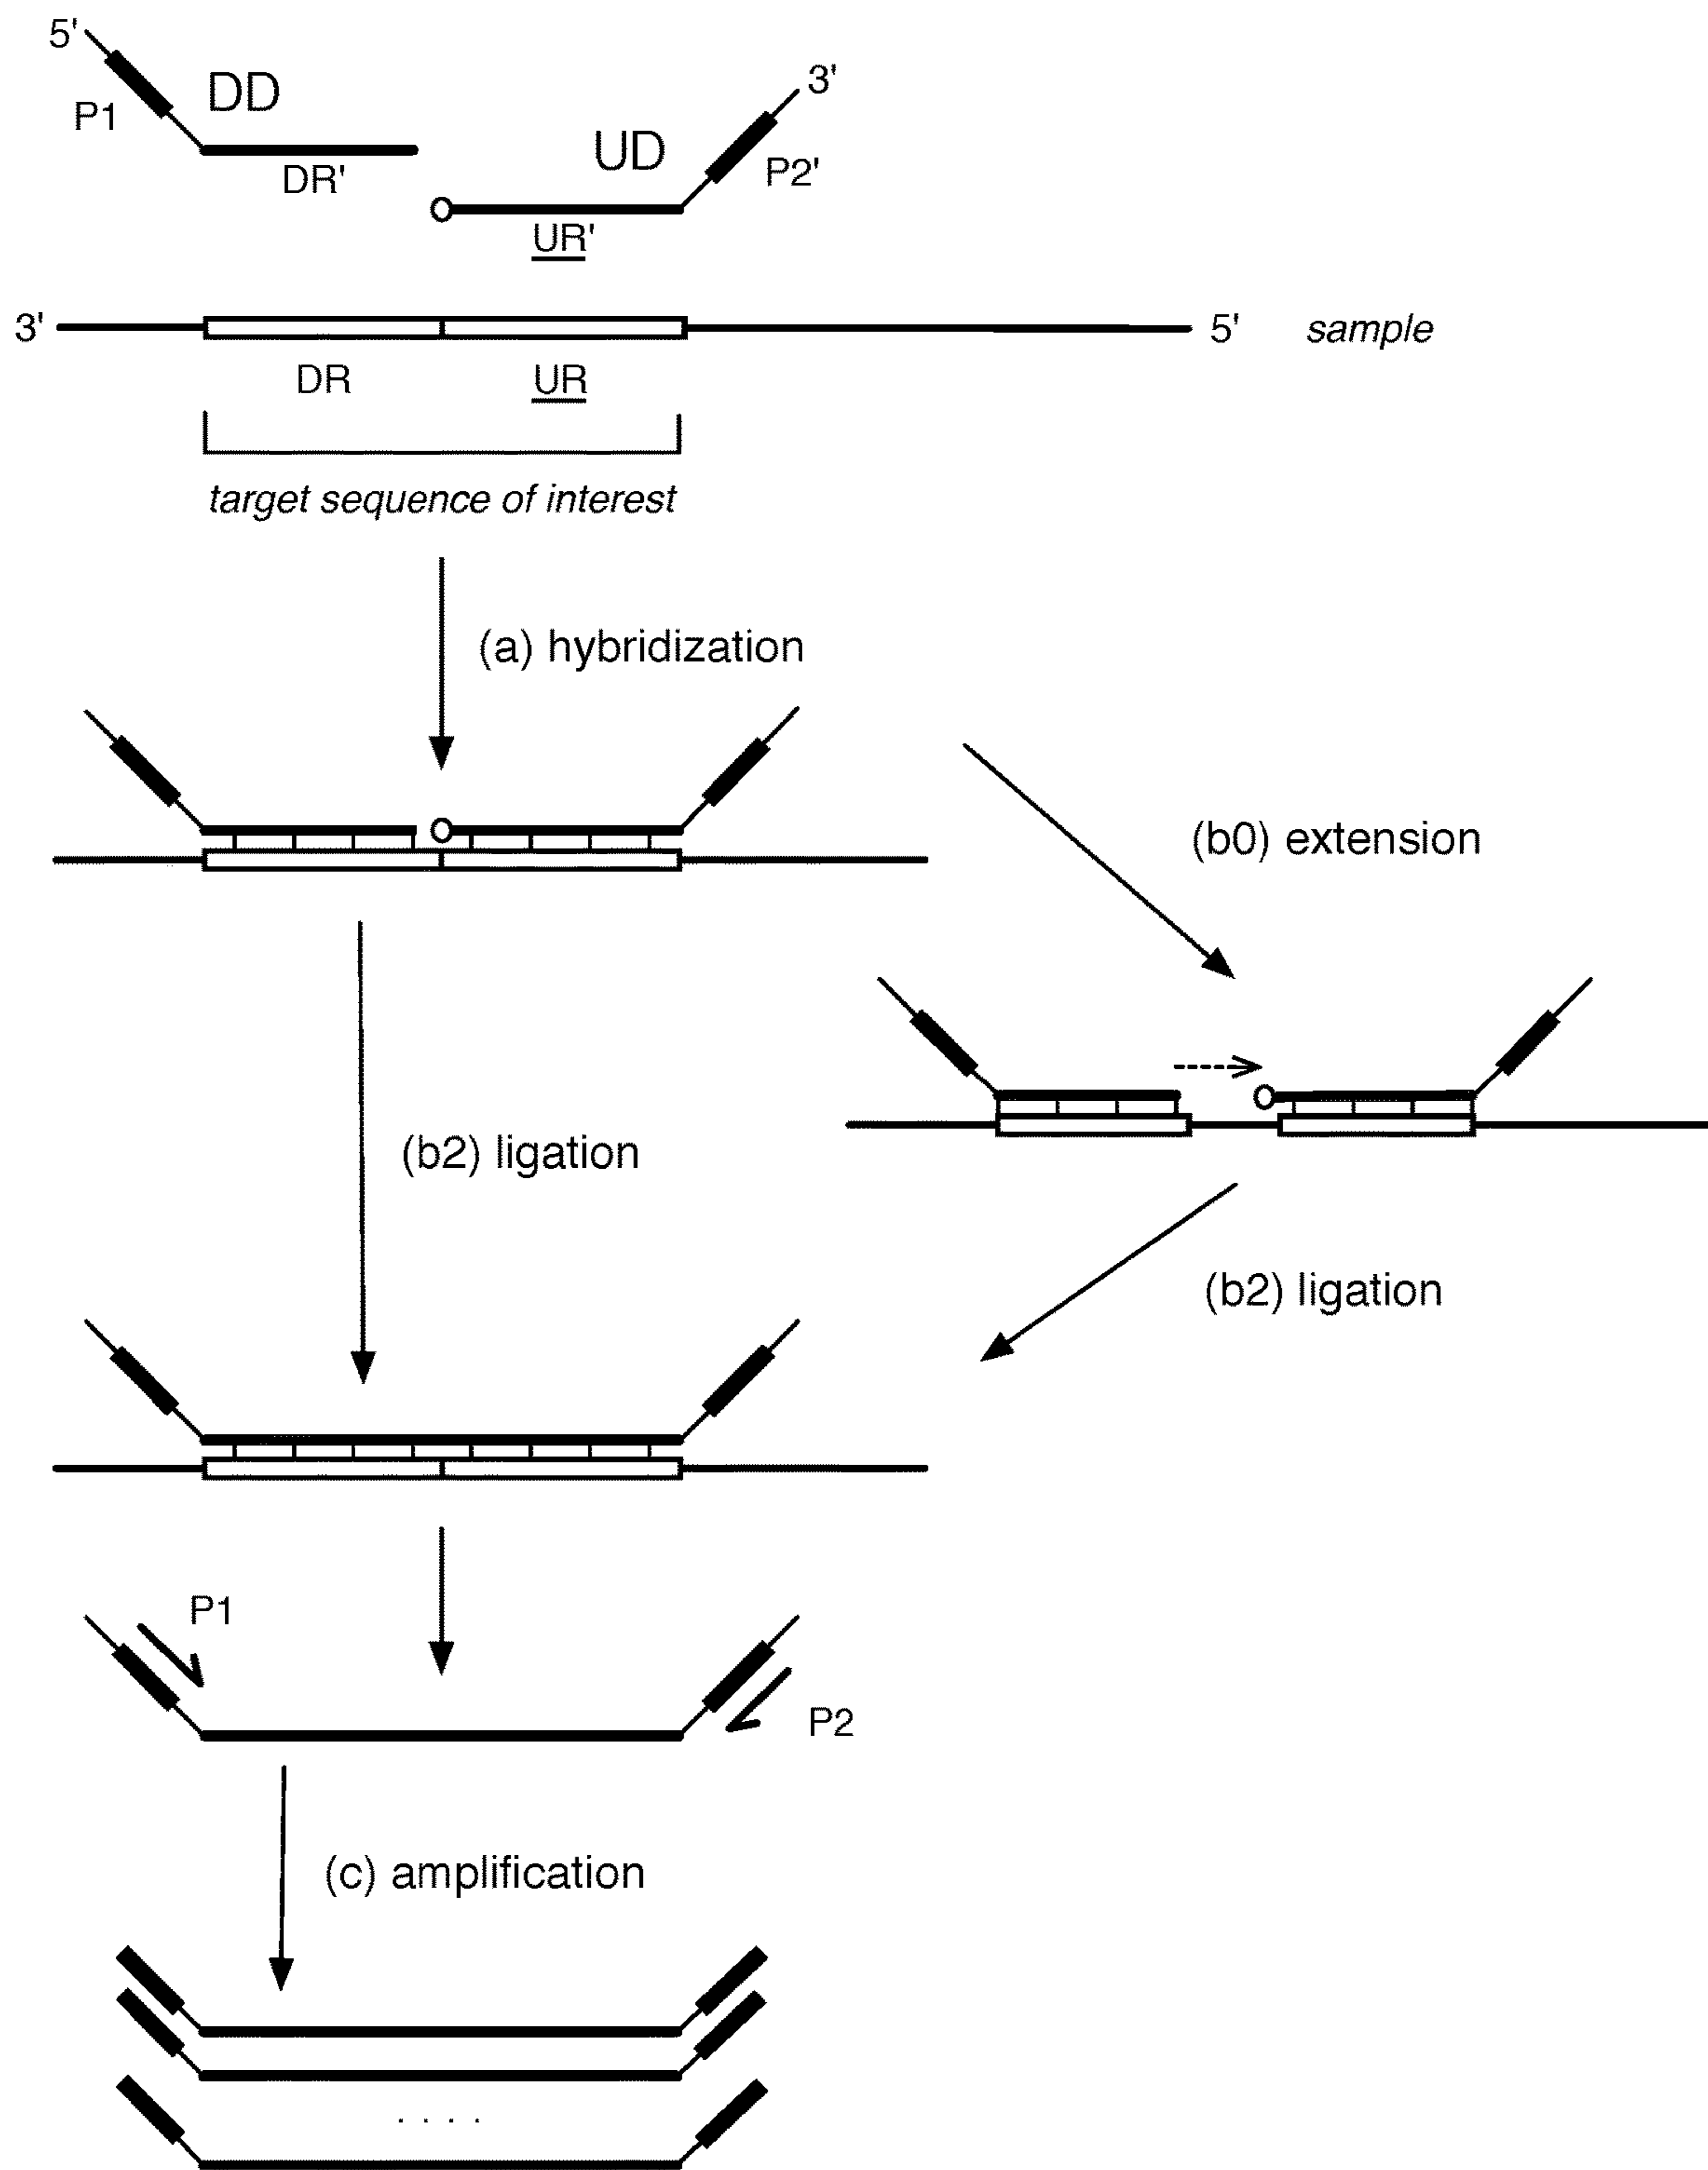 5'
DD
3'
P1
UD
P2'
DR'
UR'
3'
5' sample
DR UR
target sequence of interest
(a) hybridization
(b0) extension
(b2) ligation
(b2) ligation
P1
P2
(c) amplification
. . . .